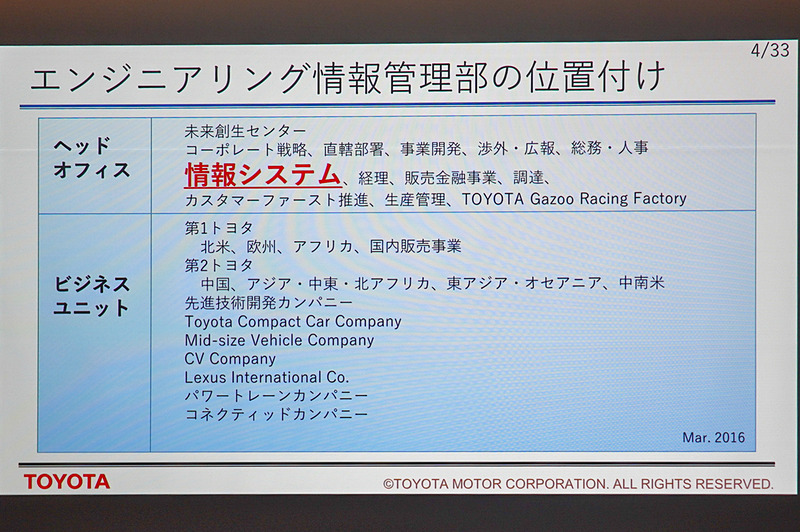 4/33
エンジニアリング情報管理部の位置付け
ヘッド
オフィス
未来創生センター
コーポレート戦略、直轄部署、事業開発、渉外・広報、総務・人事
情報システム、経理、販売金融事業、調達、
カスタマーファースト推進、生産管理、TOYOTA Gazoo Racing Factory
ビジネス
ユニット
第1トヨタ
北米、欧州、アフリカ、国内販売事業
第2トヨタ
中国、アジア・中東・北アフリカ、東アジア・オセアニア、中南米
先進技術開発カンパニー
Toyota Compact Car Company
Mid-size Vehicle Company
CV Company
Lexus International Co.
パワートレーンカンパニー
コネクティッドカンパニー
Mar. 2016
TOYOTA
©TOYOTA MOTOR CORPORATION. ALL RIGHTS RESERVED.